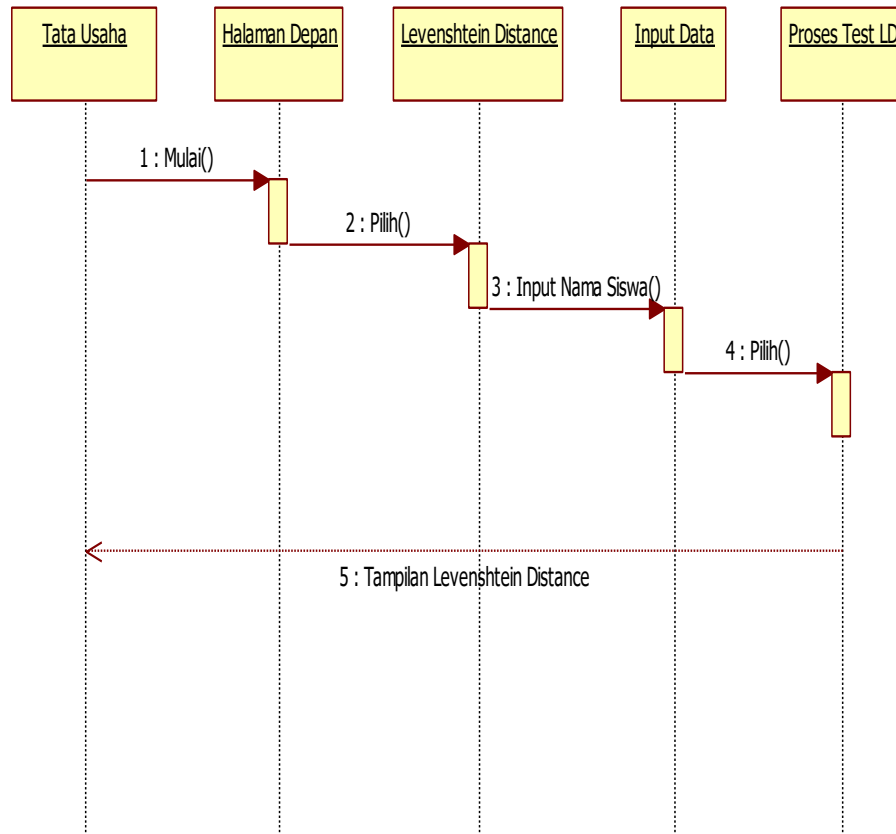 Tata Usaha
Halaman Depan
Levenshtein Distance
Input Data
Proses Test LD
1 : Mulai()
2 : Pilih()
3 : Input Nama Siswa()
4 : Pilih()
5 : Tampilan Levenshtein Distance